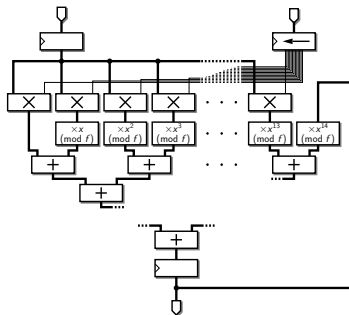 ←
× × × × · · · ×
×x (mod f) ×x² (mod f) ×x³ (mod f) · · · ×x¹³ (mod f) ×x¹⁴ (mod f)
+ + · · · +
+
+